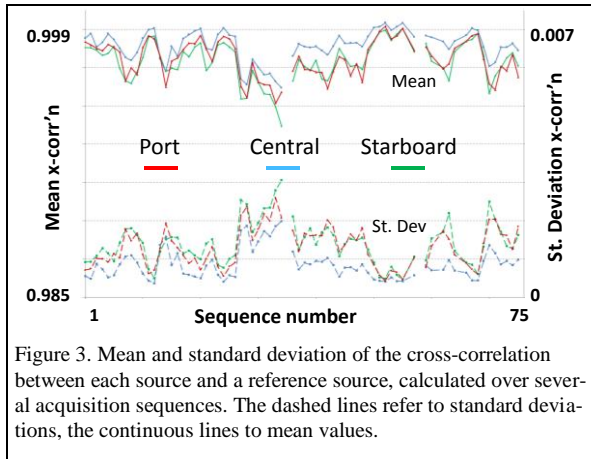 0.999
0.007
Mean x-corr'n
St. Deviation x-corr'n
Mean
Port
Central
Starboard
St. Dev
0.985
0
1
Sequence number
75
Figure 3. Mean and standard deviation of the cross-correlation
between each source and a reference source, calculated over sever-
al acquisition sequences. The dashed lines refer to standard devia-
tions, the continuous lines to mean values.